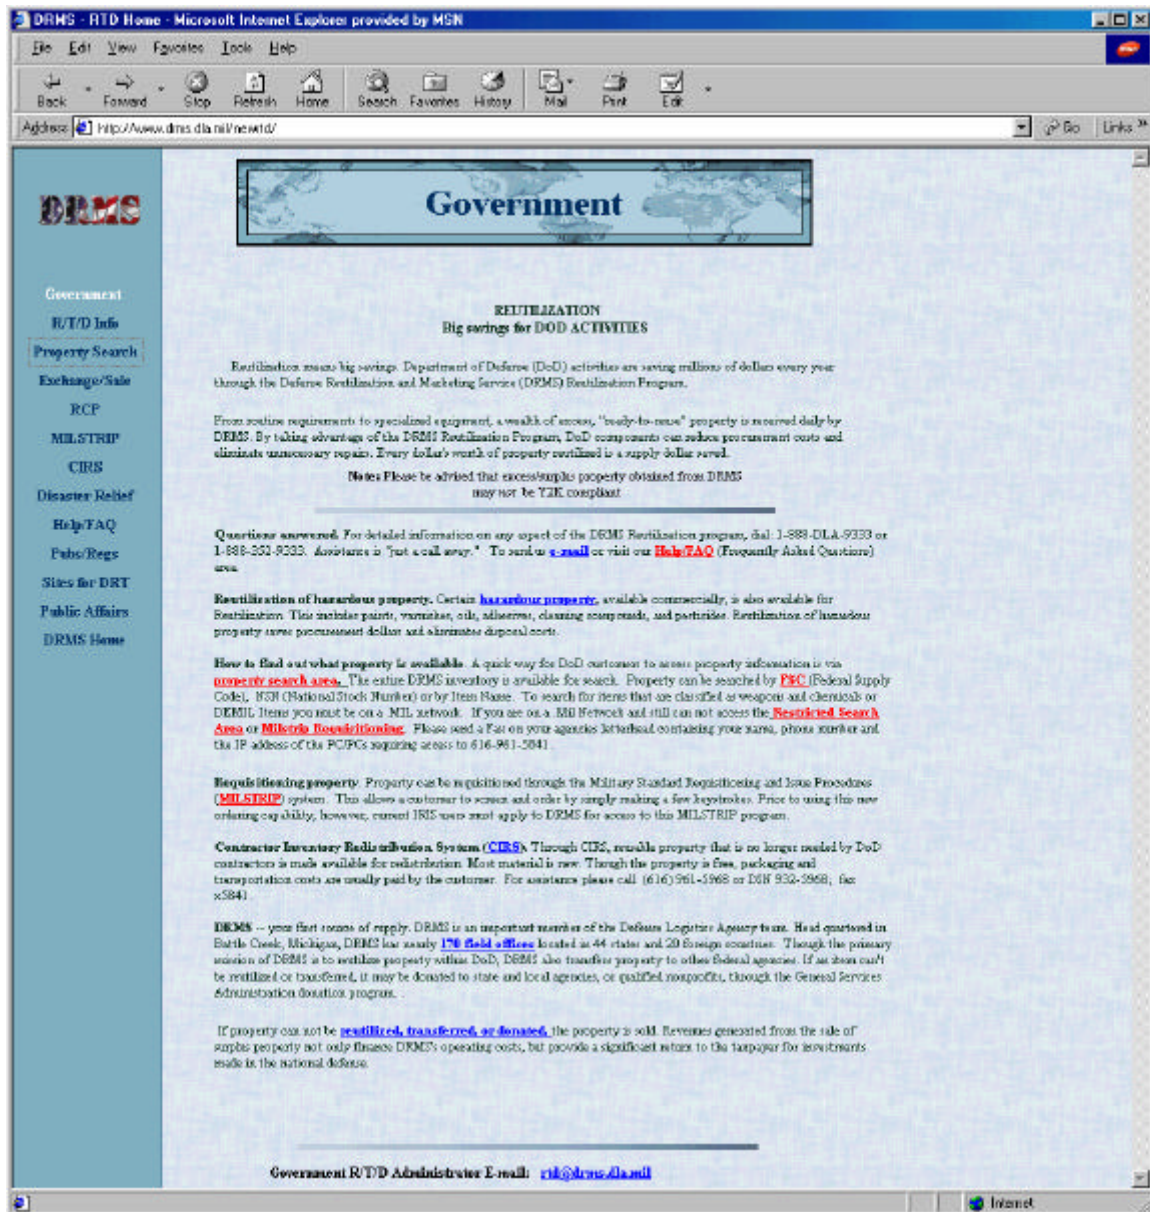 DRMS - RTD Home - Microsoft Internet Explorer provided by MSN
File Edit View Favorites Tools Help
Back Forward Stop Refresh Home Search Favorites History Mail Print Edit
Address http://www.drms.dla.mil/newrtd/ Go Links »
DRMS
Government
R/T/D Info
Property Search
Exchange/Sale
RCP
MILSTRIP
CIRS
Disaster Relief
Help/FAQ
Pubs/Regs
Sites for DRT
Public Affairs
DRMS Home
Government
REUTILIZATION
Big savings for DOD ACTIVITIES
Reutilization means big savings. Department of Defense (DoD) activities are saving millions of dollars every year
through the Defense Reutilization and Marketing Service (DRMS) Reutilization Program.
From routine requirements to specialized equipment, a wealth of excess, "ready-to-reuse" property is received daily by
DRMS. By taking advantage of the DRMS Reutilization Program, DoD components can reduce procurement costs and
eliminate unnecessary repairs. Every dollar's worth of property reutilized is a supply dollar saved.
Note: Please be advised that excess/surplus property obtained from DRMS
may not be Y2K compliant
Questions answered. For detailed information on any aspect of the DRMS Reutilization program, dial: 1-888-DLA-9333 or
1-888-352-9333. Assistance is "just a call away." To send us e-mail or visit our Help/FAQ (Frequently Asked Questions)
area.
Reutilization of hazardous property. Certain hazardous property, available commercially, is also available for
Reutilization. This includes paints, varnishes, oils, adhesives, cleaning compounds, and pesticides. Reutilization of hazardous
property saves procurement dollars and eliminates disposal costs.
How to find out what property is available. A quick way for DoD customers to access property information is via
property search area. The entire DRMS inventory is available for search. Property can be searched by FSC (Federal Supply
Code), NSN (National Stock Number) or by Item Name. To search for items that are classified as weapons and chemicals or
DEMIL Items you must be on a .MIL network. If you are on a .Mil Network and still can not access the Restricted Search
Area or Milstrip Requisitioning. Please send a Fax on your agencies letterhead containing your name, phone number and
the IP address of the PC/PCs requiring access to 616-961-5841.
Requisitioning property. Property can be requisitioned through the Military Standard Requisitioning and Issue Procedures
(MILSTRIP) system. This allows a customer to screen and order by simply making a few keystrokes. Prior to using this new
ordering capability, however, current IRIS users must apply to DRMS for access to this MILSTRIP program.
Contractor Inventory Redistribution System (CIRS). Through CIRS, reusable property that is no longer needed by DoD
contractors is made available for redistribution. Most material is new. Though the property is free, packaging and
transportation costs are usually paid by the customer. For assistance please call (616) 961-5968 or DSN 932-5968, fax
x5841.
DRMS -- your first source of supply. DRMS is an important member of the Defense Logistics Agency team. Head quartered in
Battle Creek, Michigan, DRMS has nearly 170 field offices located in 44 states and 20 foreign countries. Though the primary
mission of DRMS is to reutilize property within DoD, DRMS also transfers property to other federal agencies. If an item can't
be reutilized or transferred, it may be donated to state and local agencies, or qualified nonprofits, through the General Services
Administration donation program. .
If property can not be reutilized, transferred, or donated, the property is sold. Revenues generated from the sale of
surplus property not only finance DRMS's operating costs, but provide a significant return to the taxpayer for investments
made in the national defense.
Government R/T/D Administrator E-mail: rtd@drms.dla.mil
Internet